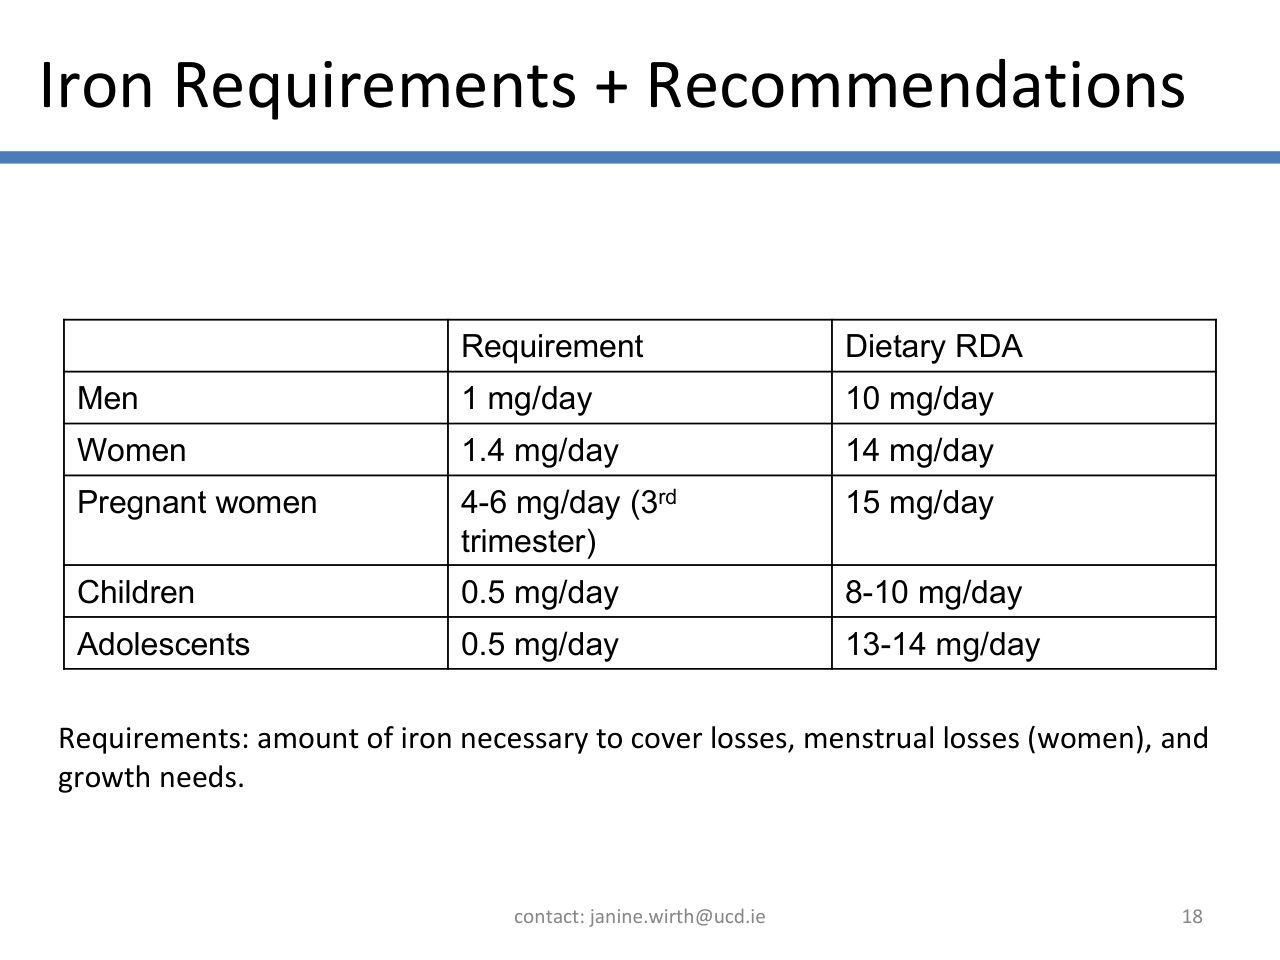 Iron Requirements + Recommendations
Requirement Dietary RDA
Men 1 mg/day 10 mg/day
Women 1.4 mg/day 14 mg/day
Pregnant women 4-6 mg/day (3rd 15 mg/day
trimester)
Children 0.5 mg/day 8-10 mg/day
Adolescents 0.5 mg/day 13-14 mg/day
Requirements: amount of iron necessary to cover losses, menstrual losses (women), and
growth needs.
contact: janine.wirth@ucd.ie 18